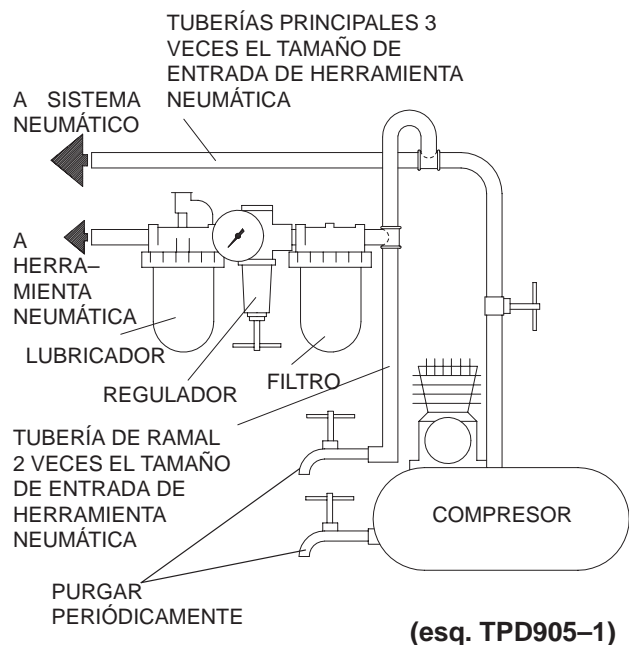 TUBERÍAS PRINCIPALES 3
VECES EL TAMAÑO DE
ENTRADA DE HERRAMIENTA
NEUMÁTICA
A SISTEMA
NEUMÁTICO
A
HERRA–
MIENTA
NEUMÁTICA
LUBRICADOR
REGULADOR
FILTRO
TUBERÍA DE RAMAL
2 VECES EL TAMAÑO
DE ENTRADA DE
HERRAMIENTA
NEUMÁTICA
COMPRESOR
PURGAR
PERIÓDICAMENTE
(esq. TPD905–1)